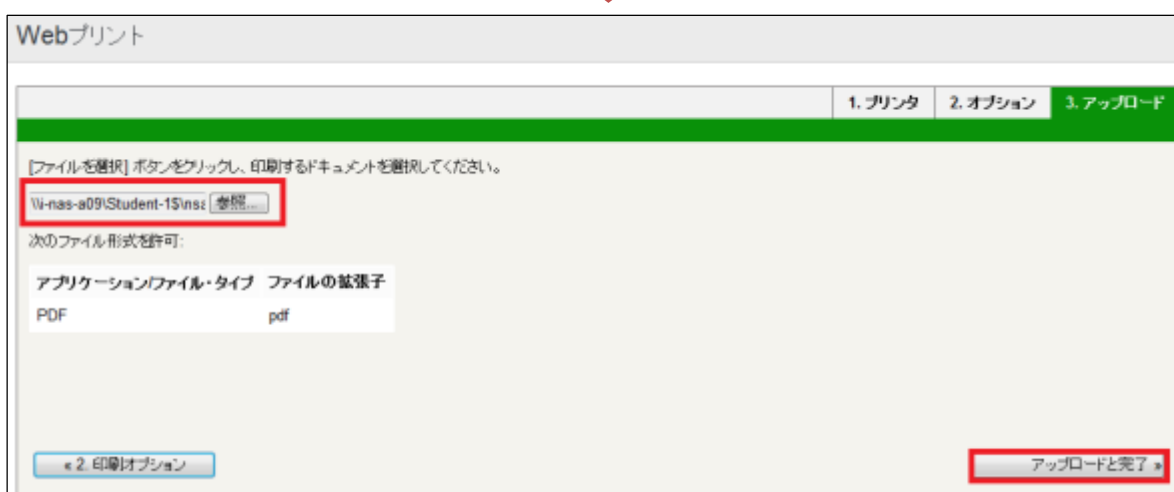 Webプリント
1. プリンタ 2. オプション 3. アップロード
[ファイルを選択] ボタンをクリックし、印刷するドキュメントを選択してください。
\\i-nas-a09\Student-1$\nsa 参照...
次のファイル形式を許可:
アプリケーション/ファイル・タイプ ファイルの拡張子
PDF pdf
« 2. 印刷オプション アップロードと完了 »